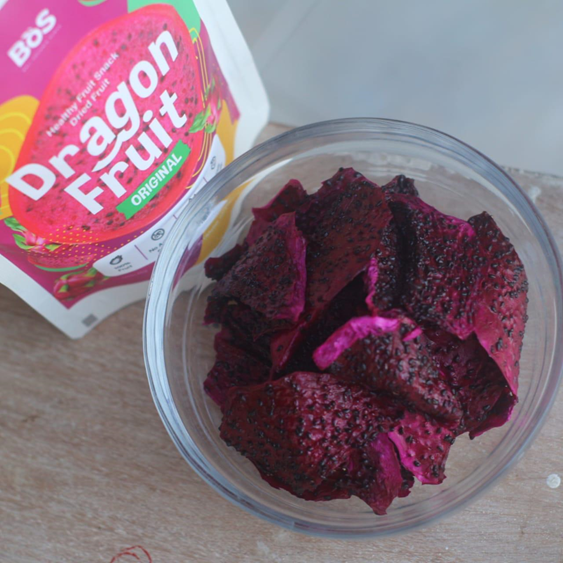 BOS
Healthy Fruit Snack
Dried Fruit
Dragon
Fruit
ORIGINAL